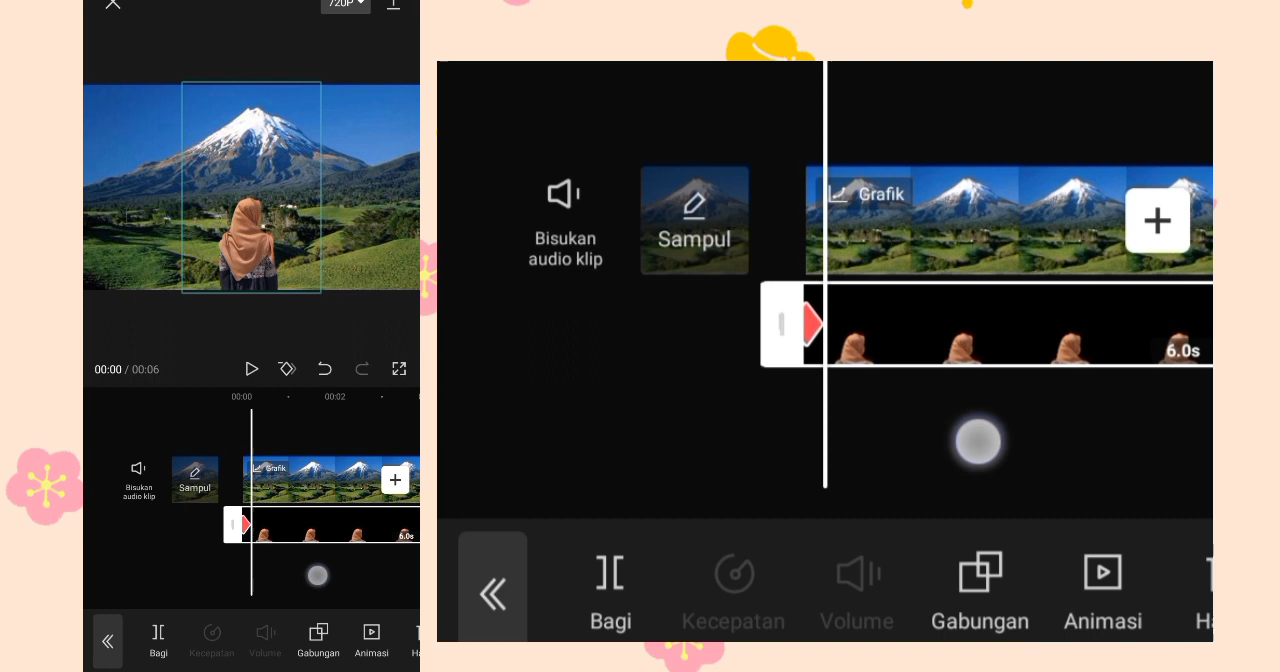 720P
00:00 / 00:06
00:00
00:02
Bisukan
audio klip
Sampul
Grafik
6.0s
Bagi
Kecepatan
Volume
Gabungan
Animasi
Bisukan
audio klip
Sampul
Grafik
6.0s
Bagi
Kecepatan
Volume
Gabungan
Animasi